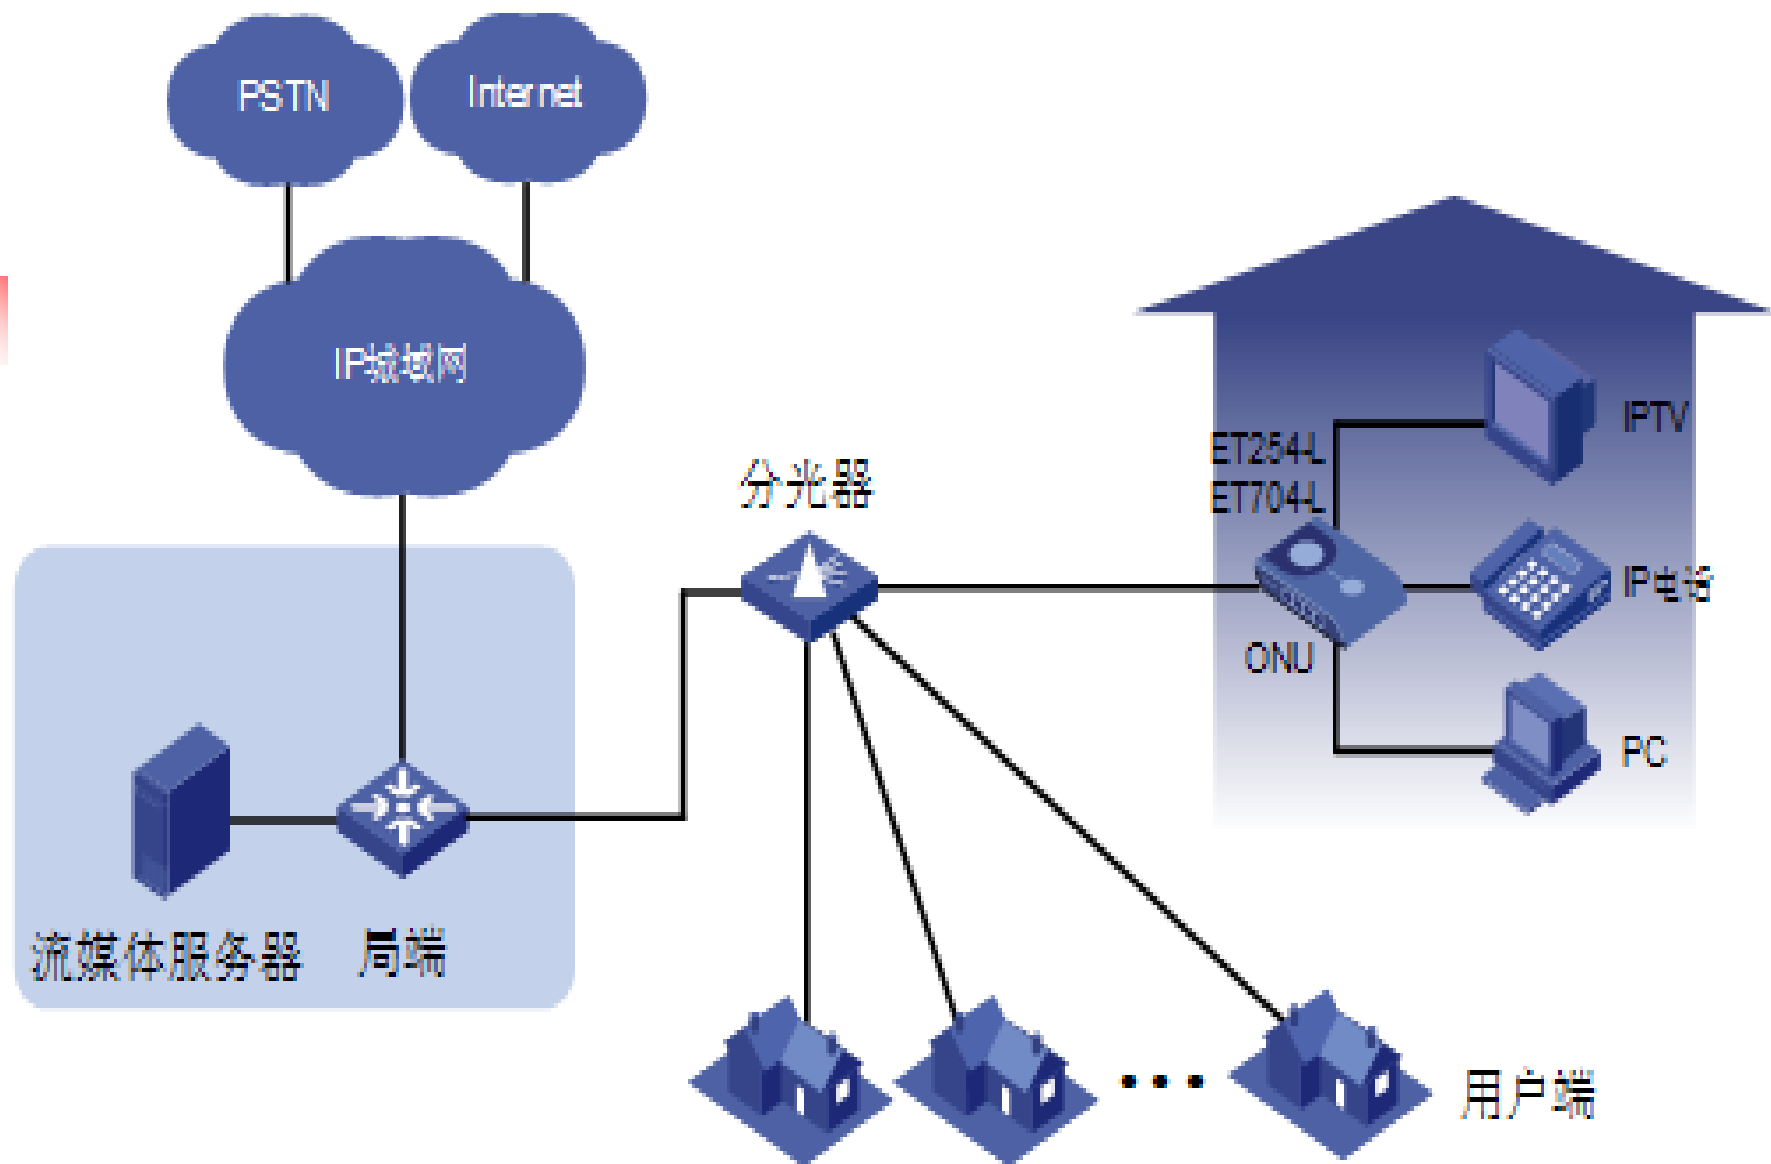 PSTN
Internet
IP城域网
分光器
ET254-L
ET704-L
IPTV
IP电话
ONU
PC
流媒体服务器
局端
用户端